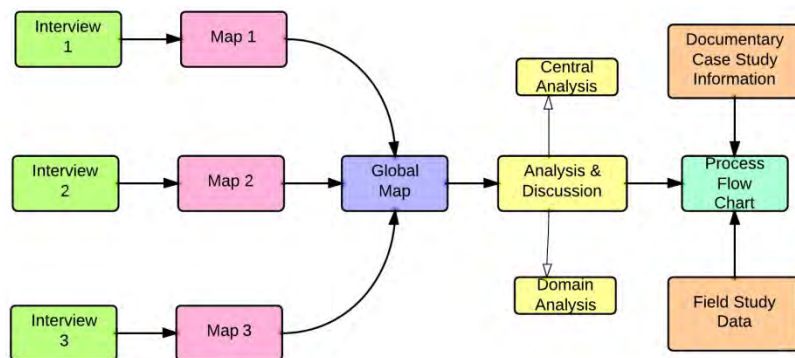 Interview
1
Map 1
Interview
2
Map 2
Interview
3
Map 3
Global
Map
Central
Analysis
Analysis &
Discussion
Domain
Analysis
Documentary
Case Study
Information
Process
Flow
Chart
Field Study
Data